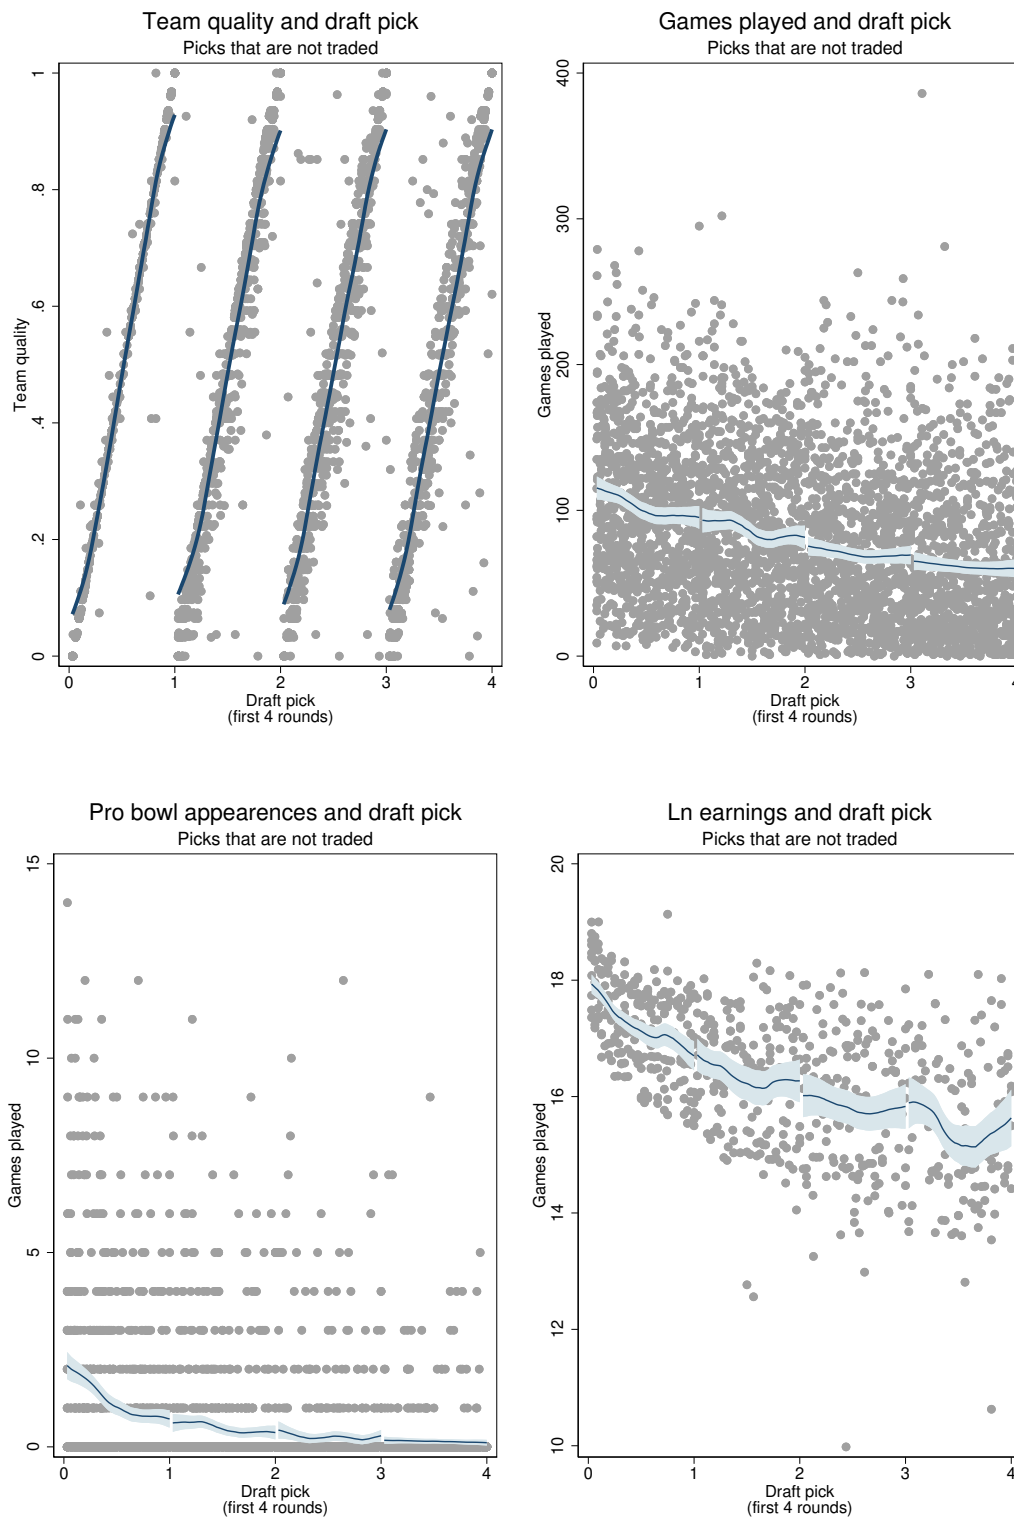 Team quality and draft pick
Picks that are not traded
Team quality
0
.2
.4
.6
.8
1
0 1 2 3 4
Draft pick
(first 4 rounds)
Games played and draft pick
Picks that are not traded
Games played
0
100
200
300
400
0 1 2 3 4
Draft pick
(first 4 rounds)
Pro bowl appearences and draft pick
Picks that are not traded
Games played
0
5
10
15
0 1 2 3 4
Draft pick
(first 4 rounds)
Ln earnings and draft pick
Picks that are not traded
Games played
10
12
14
16
18
20
0 1 2 3 4
Draft pick
(first 4 rounds)